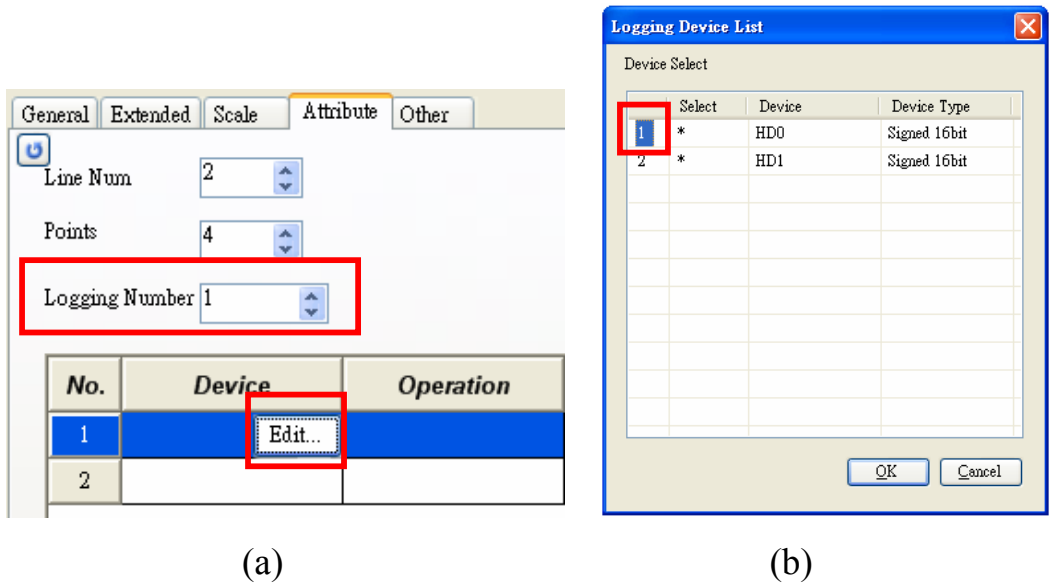 General Extended Scale Attribute Other
Line Num 2
Points 4
Logging Number 1
No. Device Operation
1 Edit...
2
(a)
Logging Device List
Device Select
Select Device Device Type
1 * HD0 Signed 16bit
2 * HD1 Signed 16bit
OK Cancel
(b)